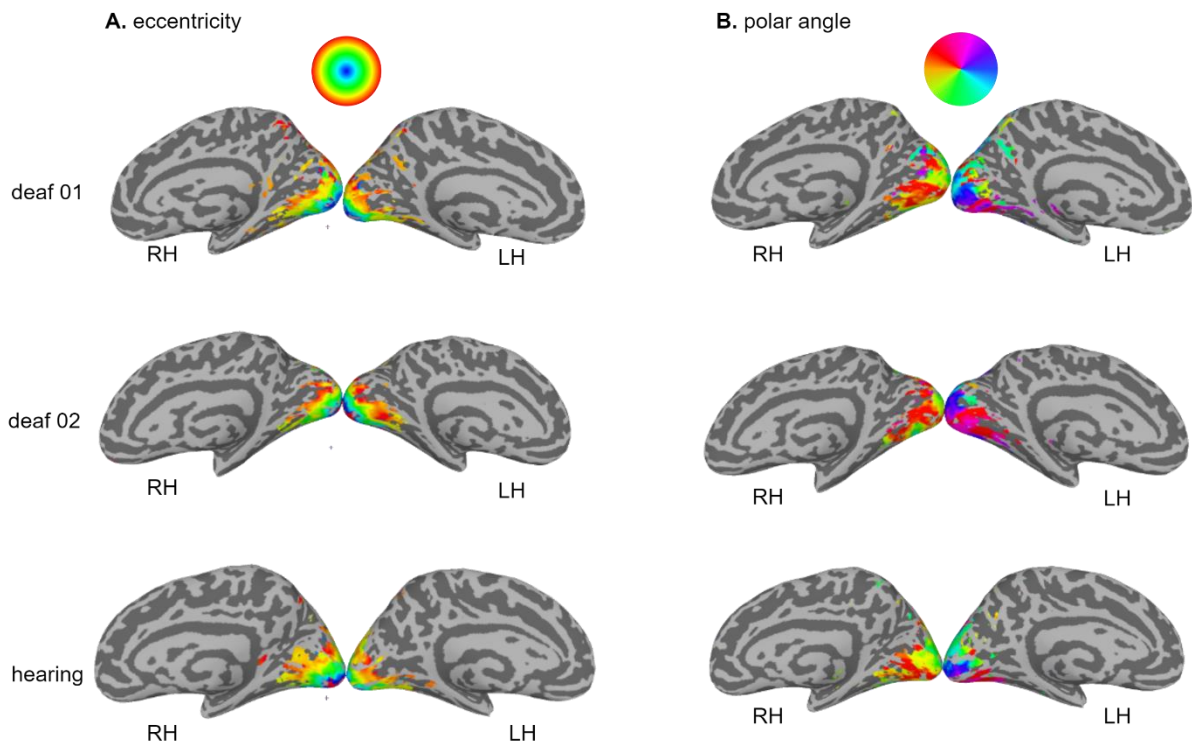 A. eccentricity
B. polar angle
deaf 01
RH
LH
RH
LH
deaf 02
RH
LH
RH
LH
hearing
RH
LH
RH
LH